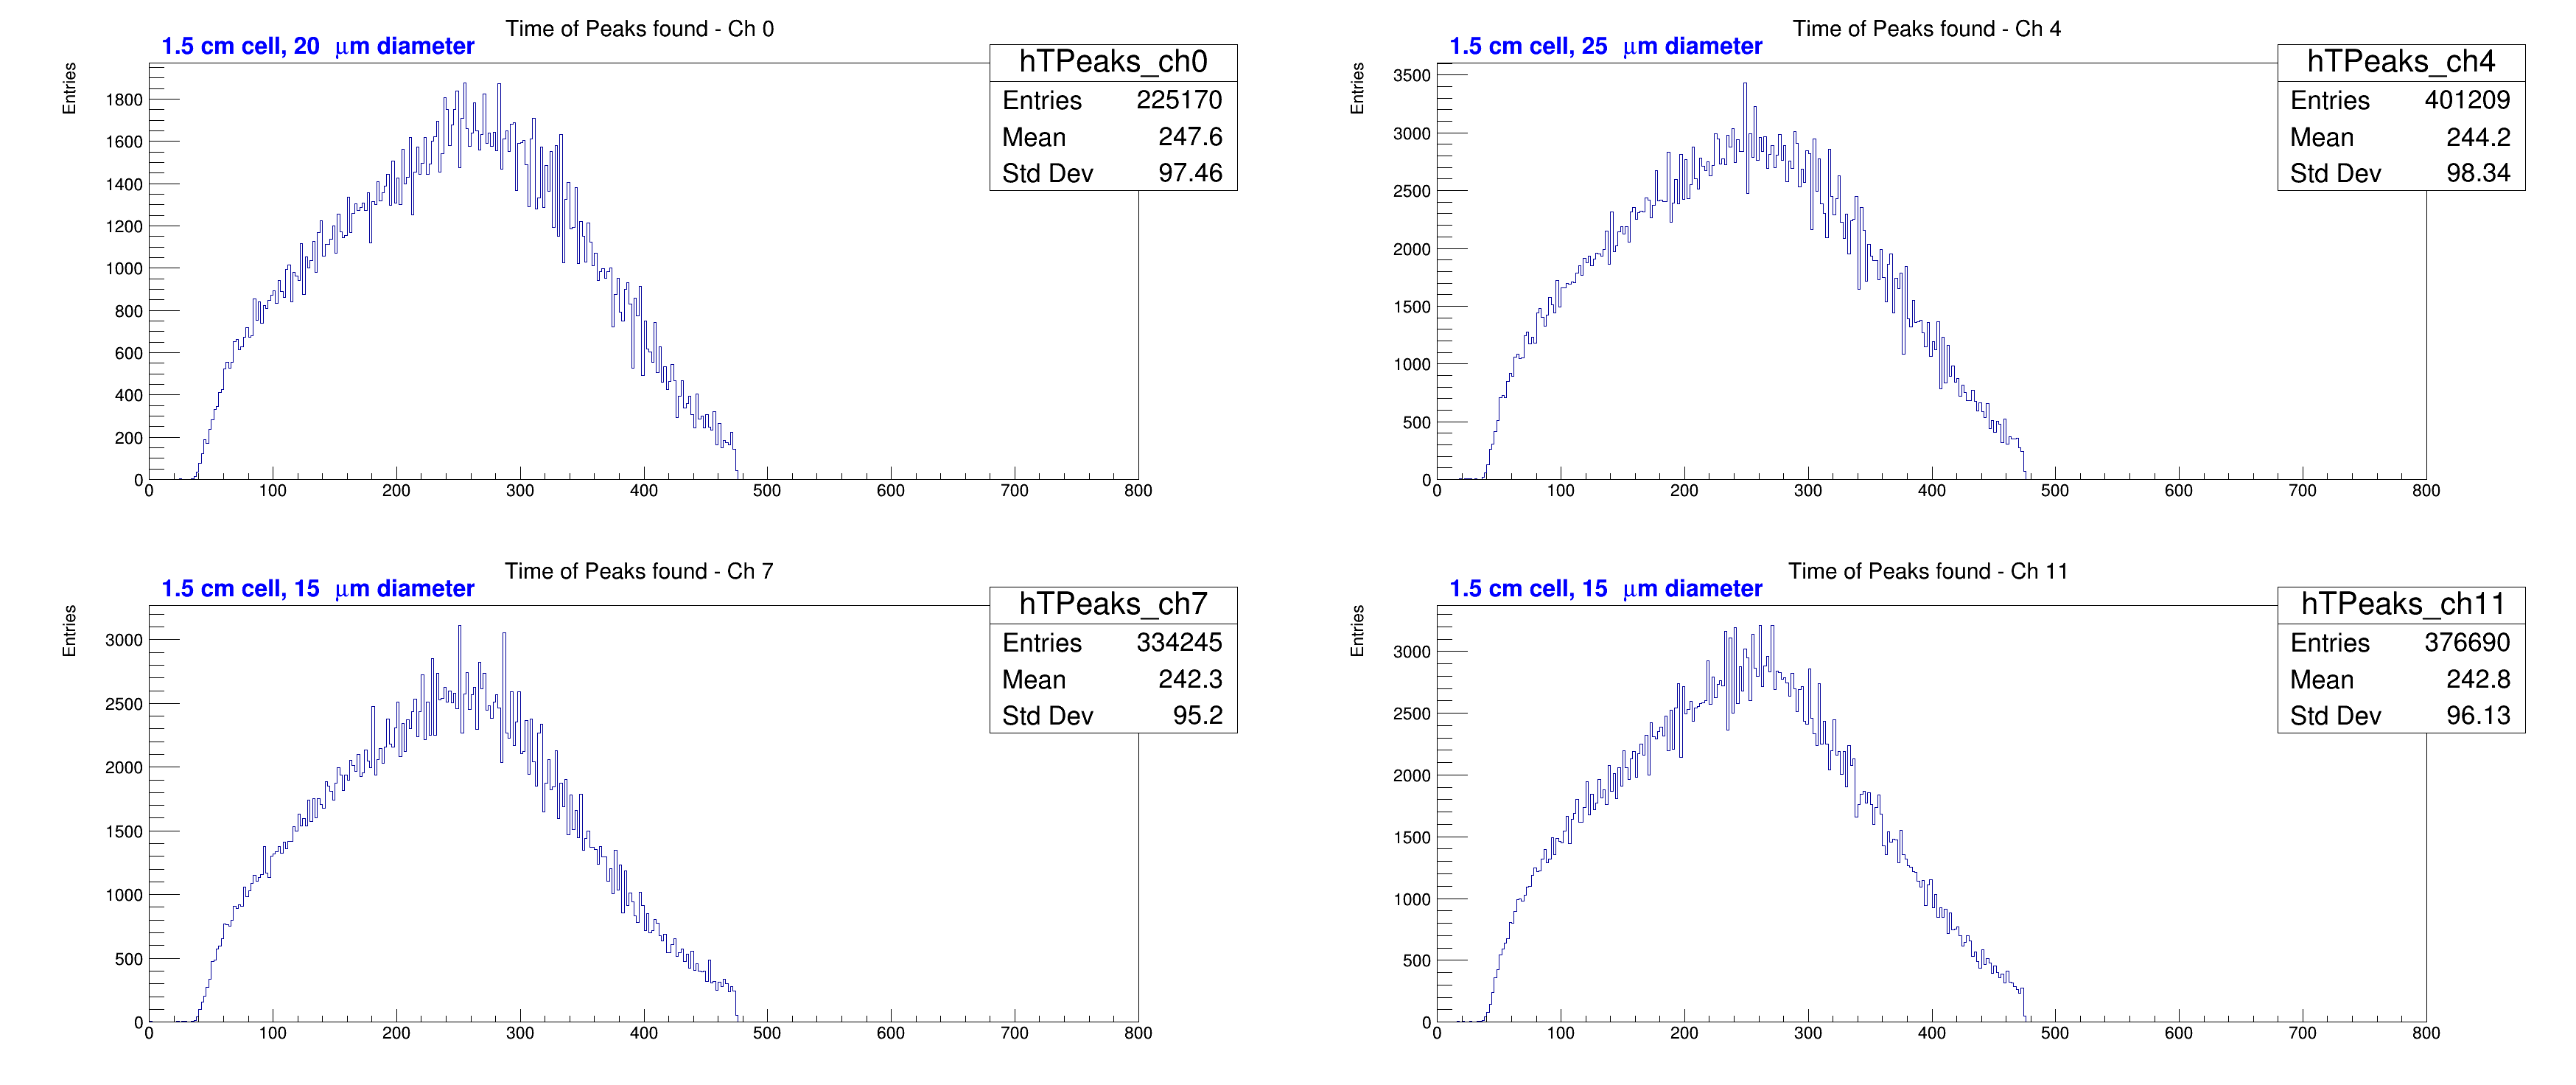 Time of Peaks found - Ch 0
1.5 cm cell, 20 μm diameter
Entries
hTPeaks_ch0
Entries 225170
Mean 247.6
Std Dev 97.46
1800
1600
1400
1200
1000
800
600
400
200
0
0 100 200 300 400 500 600 700 800
Time of Peaks found - Ch 4
1.5 cm cell, 25 μm diameter
Entries
hTPeaks_ch4
Entries 401209
Mean 244.2
Std Dev 98.34
3500
3000
2500
2000
1500
1000
500
0
0 100 200 300 400 500 600 700 800
Time of Peaks found - Ch 7
1.5 cm cell, 15 μm diameter
Entries
hTPeaks_ch7
Entries 334245
Mean 242.3
Std Dev 95.2
3000
2500
2000
1500
1000
500
0
0 100 200 300 400 500 600 700 800
Time of Peaks found - Ch 11
1.5 cm cell, 15 μm diameter
Entries
hTPeaks_ch11
Entries 376690
Mean 242.8
Std Dev 96.13
3000
2500
2000
1500
1000
500
0
0 100 200 300 400 500 600 700 800